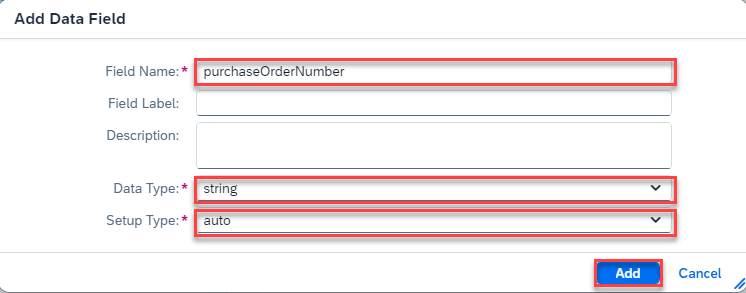 Add Data Field
Field Name:* purchaseOrderNumber
Field Label:
Description:
Data Type:* string
Setup Type:* auto
Add Cancel